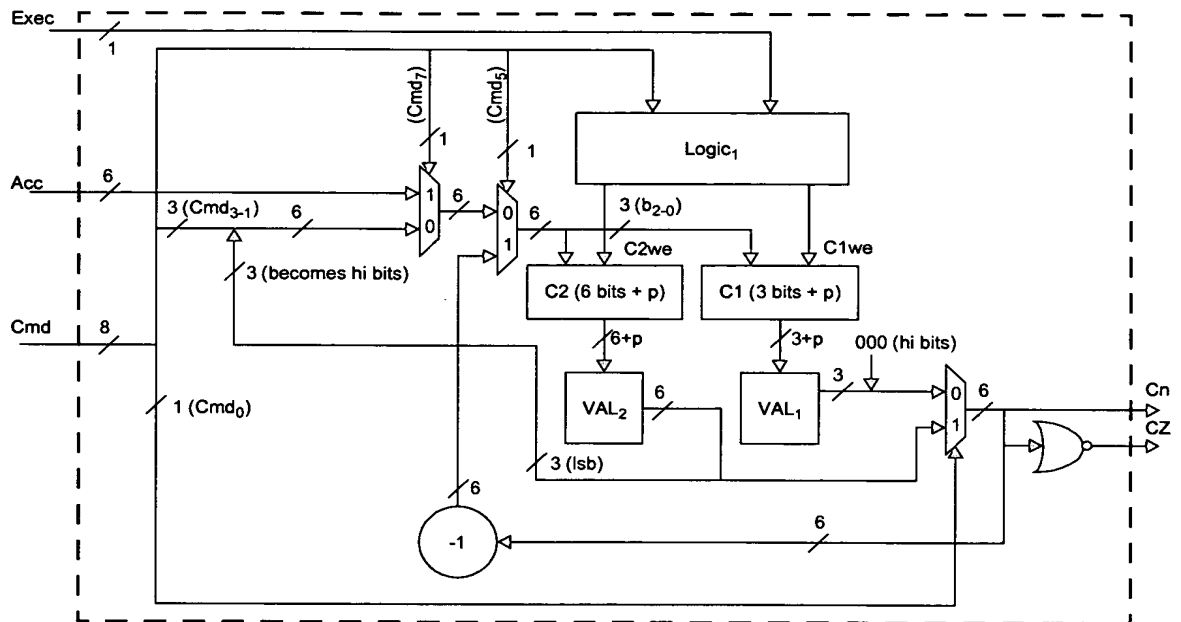 Exec
1
(Cmd7)
(Cmd5)
1
1
Logic1
Acc
6
1
0
6
0
1
6
3 (b2-0)
3 (Cmd3-1)
6
C2we
C1we
3 (becomes hi bits)
C2 (6 bits + p)
C1 (3 bits + p)
Cmd
8
6+p
3+p
000 (hi bits)
1 (Cmd0)
VAL2
6
VAL1
3
0
1
6
Cn
CZ
3 (lsb)
6
-1
6